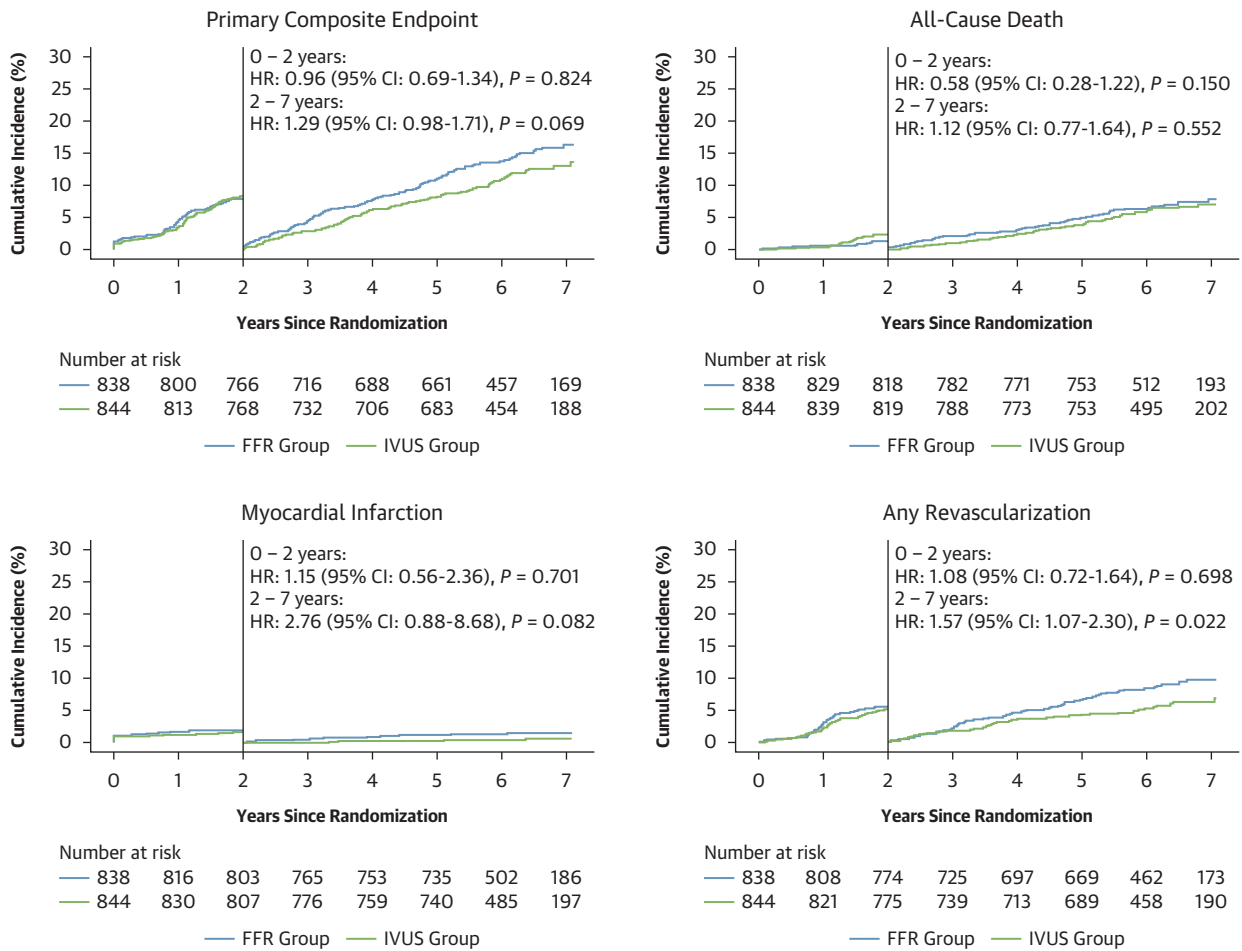 Primary Composite Endpoint
Cumulative Incidence (%)
30
25
20
15
10
5
0
0 – 2 years:
HR: 0.96 (95% CI: 0.69-1.34), P = 0.824
2 – 7 years:
HR: 1.29 (95% CI: 0.98-1.71), P = 0.069
0 1 2 3 4 5 6 7
Years Since Randomization
Number at risk
838 800 766 716 688 661 457 169
844 813 768 732 706 683 454 188
FFR Group IVUS Group
All-Cause Death
Cumulative Incidence (%)
30
25
20
15
10
5
0
0 – 2 years:
HR: 0.58 (95% CI: 0.28-1.22), P = 0.150
2 – 7 years:
HR: 1.12 (95% CI: 0.77-1.64), P = 0.552
0 1 2 3 4 5 6 7
Years Since Randomization
Number at risk
838 829 818 782 771 753 512 193
844 839 819 788 773 753 495 202
FFR Group IVUS Group
Myocardial Infarction
Cumulative Incidence (%)
30
25
20
15
10
5
0
0 – 2 years:
HR: 1.15 (95% CI: 0.56-2.36), P = 0.701
2 – 7 years:
HR: 2.76 (95% CI: 0.88-8.68), P = 0.082
0 1 2 3 4 5 6 7
Years Since Randomization
Number at risk
838 816 803 765 753 735 502 186
844 830 807 776 759 740 485 197
FFR Group IVUS Group
Any Revascularization
Cumulative Incidence (%)
30
25
20
15
10
5
0
0 – 2 years:
HR: 1.08 (95% CI: 0.72-1.64), P = 0.698
2 – 7 years:
HR: 1.57 (95% CI: 1.07-2.30), P = 0.022
0 1 2 3 4 5 6 7
Years Since Randomization
Number at risk
838 808 774 725 697 669 462 173
844 821 775 739 713 689 458 190
FFR Group IVUS Group